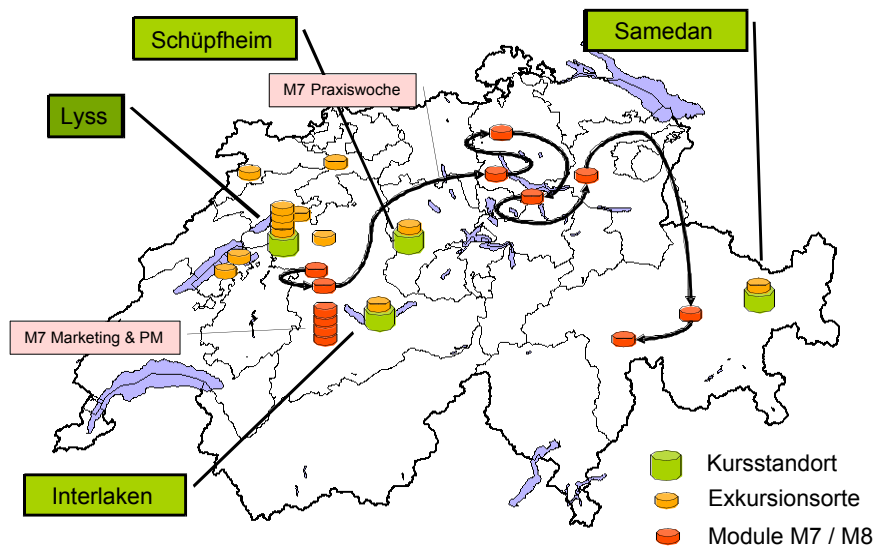 Schüpfheim
Samedan
M7 Praxiswoche
Lyss
M7 Marketing & PM
Interlaken
Kursstandort
Exkursionsorte
Module M7 / M8